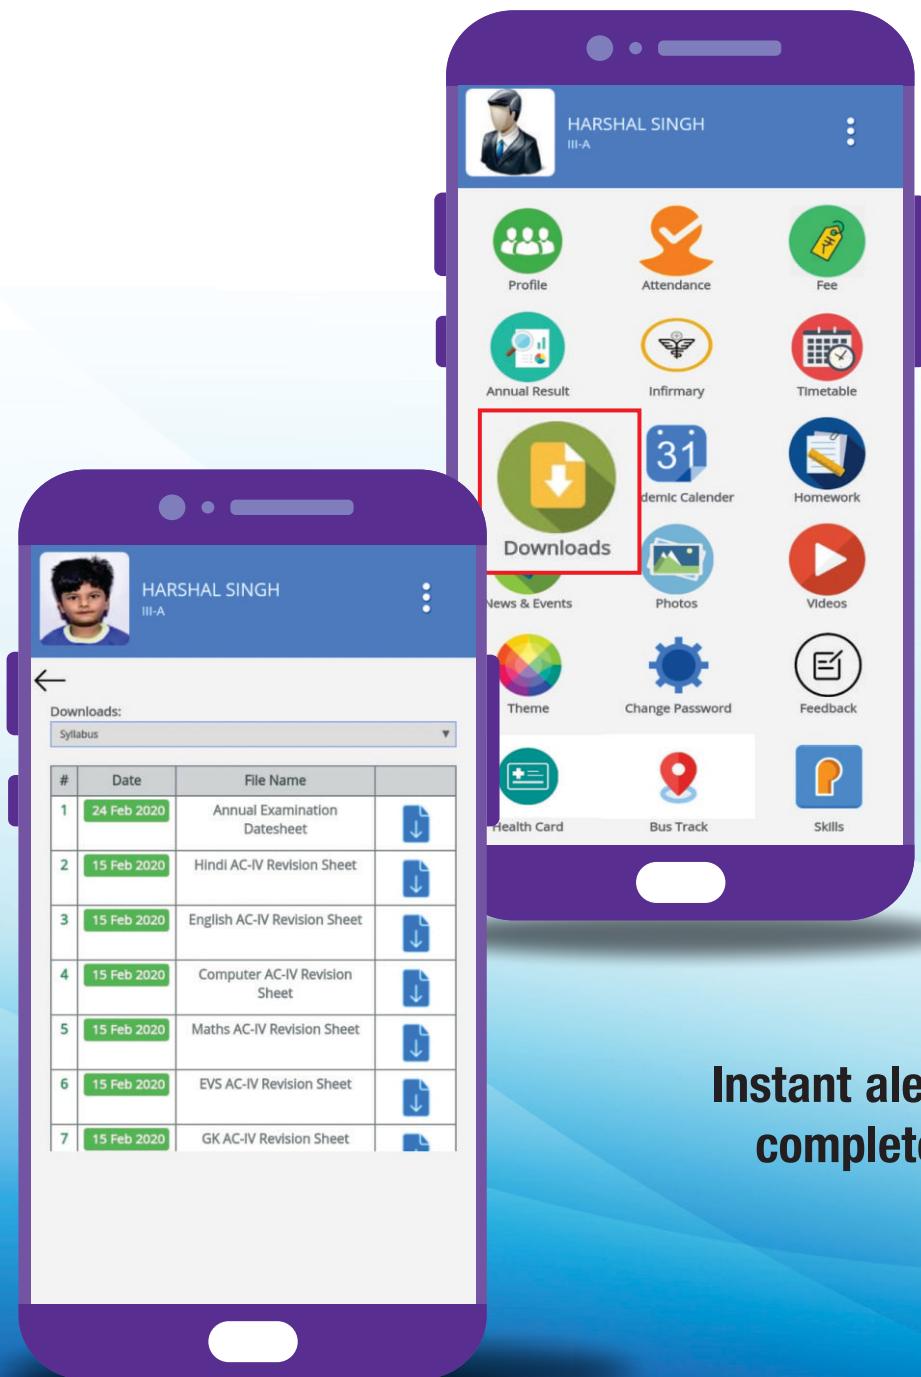 HARSHAL SINGH
III-A
Profile
Attendance
Fee
Annual Result
Infirmary
Timetable
31
demic Calender
Homework
Downloads
News & Events
Photos
Videos
Theme
Change Password
Feedback
Health Card
Bus Track
Skills
HARSHAL SINGH
III-A
Downloads:
Syllabus
# Date File Name
1 24 Feb 2020 Annual Examination
Datesheet
2 15 Feb 2020 Hindi AC-IV Revision Sheet
3 15 Feb 2020 English AC-IV Revision Sheet
4 15 Feb 2020 Computer AC-IV Revision
Sheet
5 15 Feb 2020 Maths AC-IV Revision Sheet
6 15 Feb 2020 EVS AC-IV Revision Sheet
7 15 Feb 2020 GK AC-IV Revision Sheet
Instant ale
complete